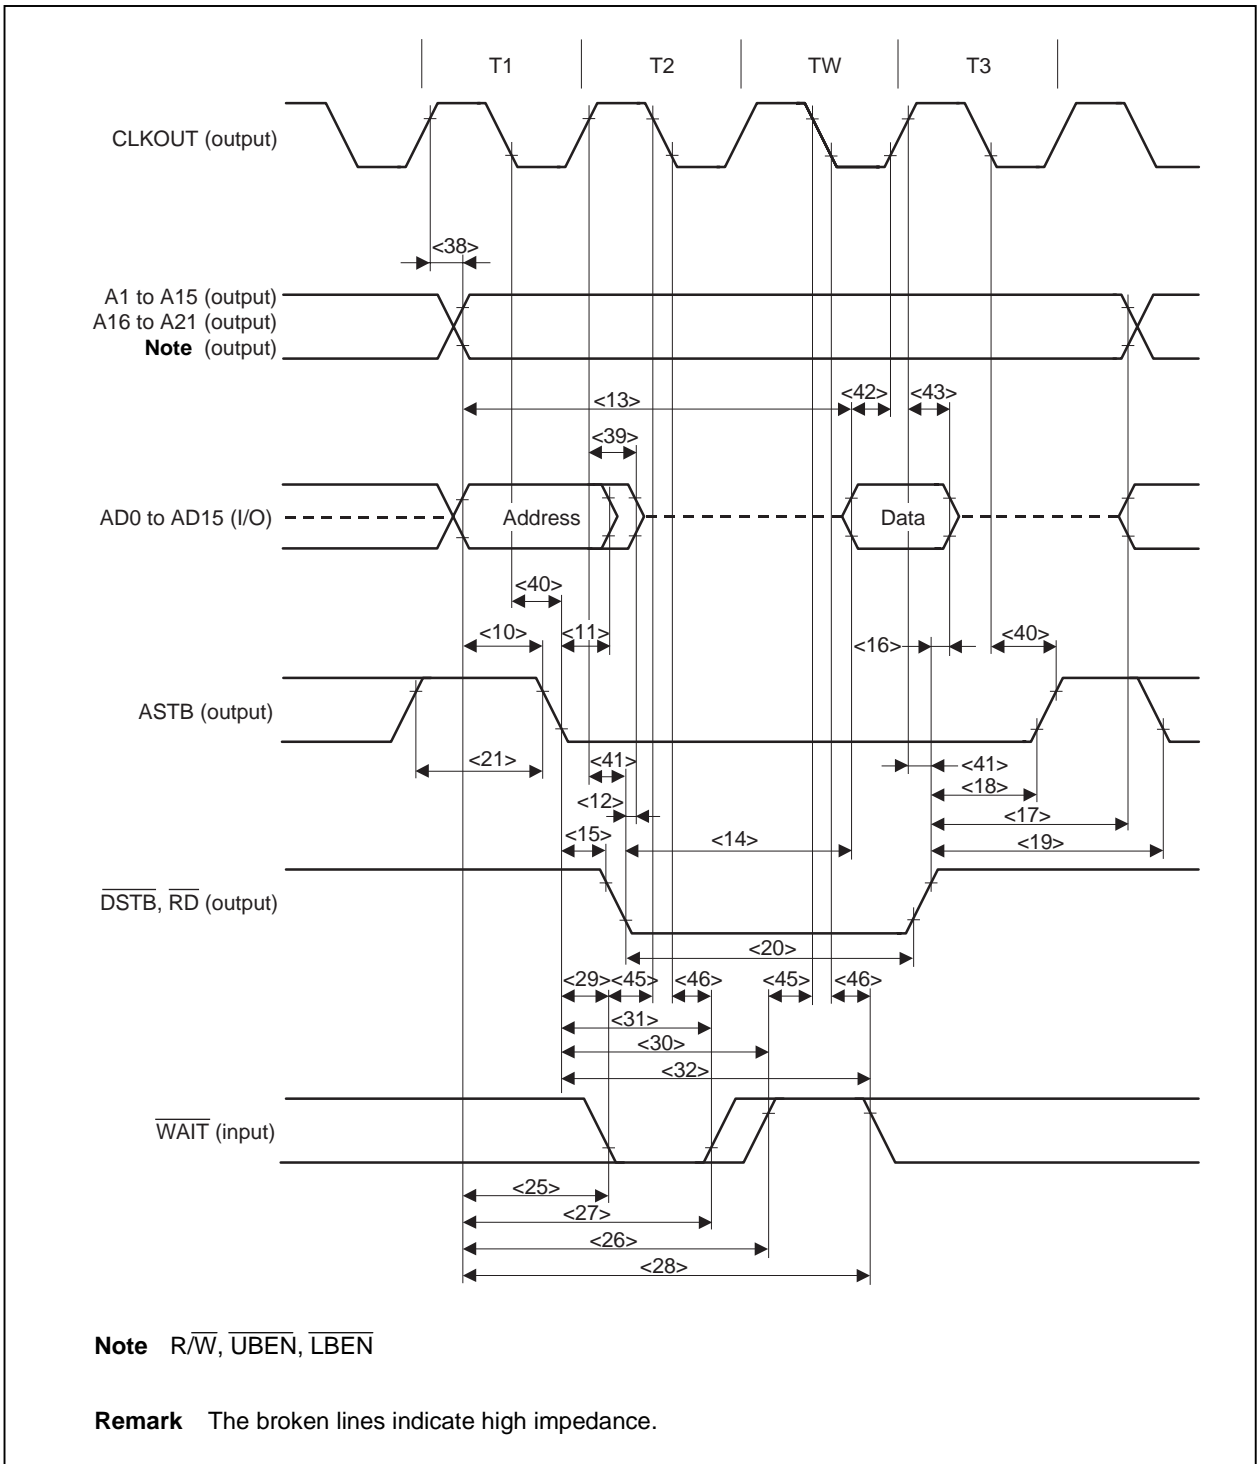 T1 T2 TW T3
CLKOUT (output)
<38>
A1 to A15 (output)
A16 to A21 (output)
Note (output)
<13> <42> <43>
<39>
AD0 to AD15 (I/O) Address Data
<40>
<10> <11> <16> <40>
ASTB (output)
<21> <41> <41>
<18>
<12>
<17>
<15> <14> <19>
DSTB, RD (output)
<20>
<29> <45> <46> <45> <46>
<31>
<30>
<32>
WAIT (input)
<25>
<27>
<26>
<28>
Note R/W, UBEN, LBEN
Remark The broken lines indicate high impedance.